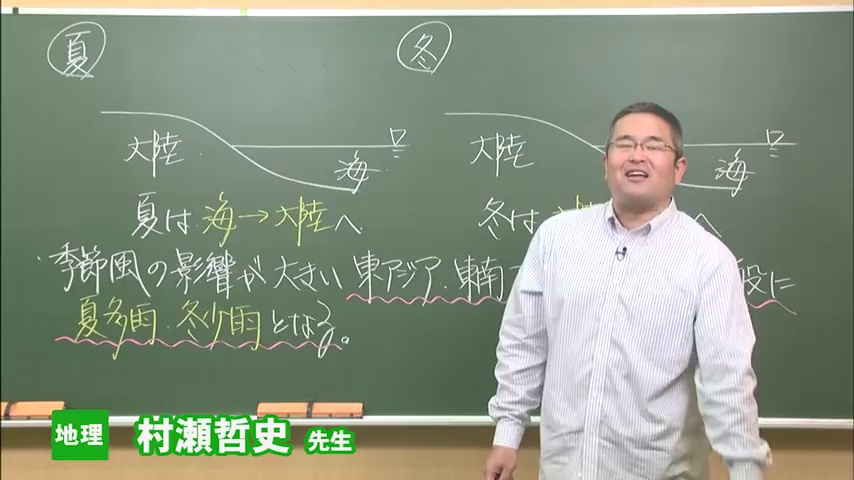 夏 冬
大陸 海 大陸 海
夏は 海→大陸へ 冬は へ
季節風の影響が大きい東アジア・東南 般に
夏多雨・冬少雨となる。
地理 村瀬哲史 先生